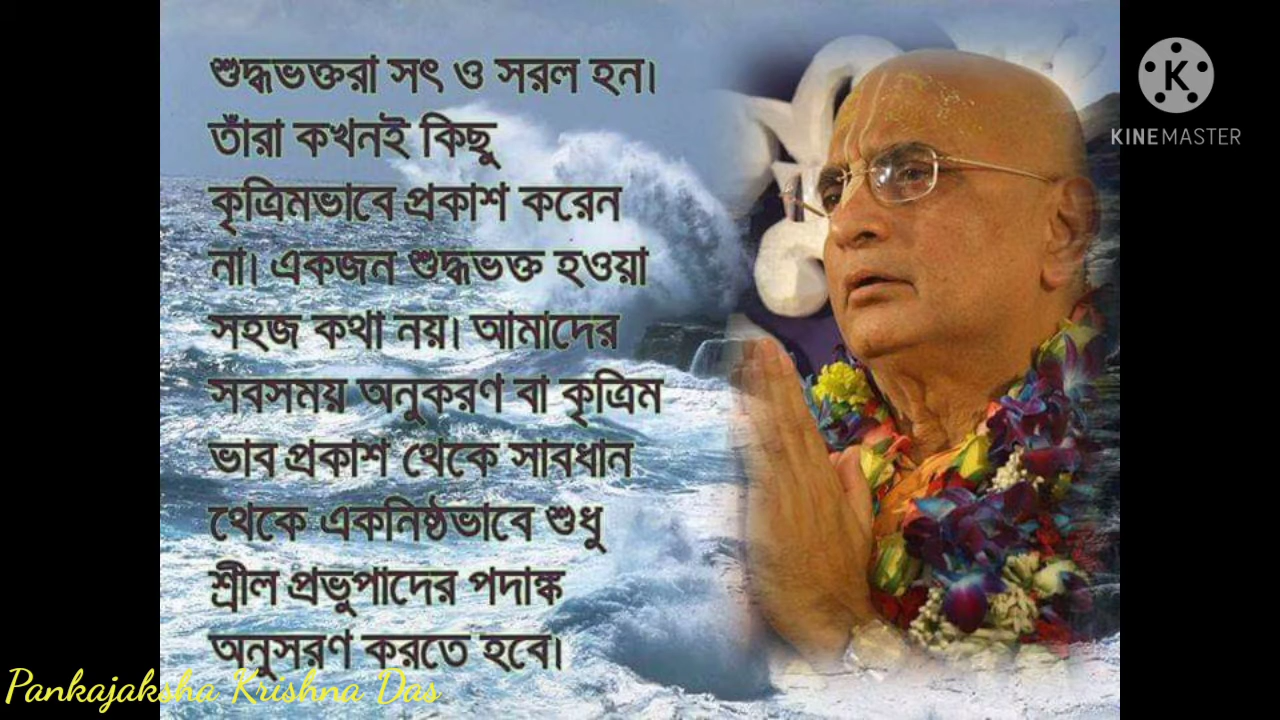 শুদ্ধভক্তরা সৎ ও সরল হন।
তাঁরা কখনই কিছু
কৃত্রিমভাবে প্রকাশ করেন
না। একজন শুদ্ধভক্ত হওয়া
সহজ কথা নয়। আমাদের
সবসময় অনুকরণ বা কৃত্রিম
ভাব প্রকাশ থেকে সাবধান
থেকে একনিষ্ঠভাবে শুধু
শ্রীল প্রভুপাদের পদাঙ্ক
অনুসরণ করতে হবে।
Pankajaksha Krishna Das
K
KINEMASTER